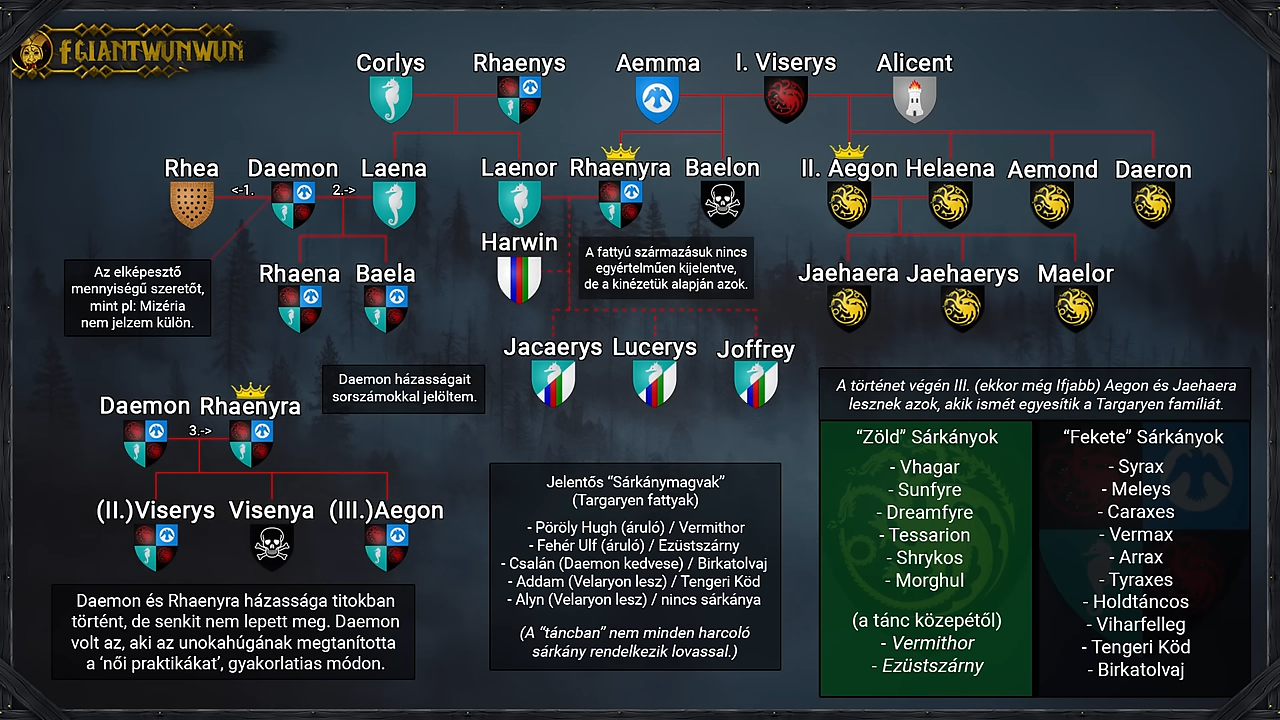 fGIANTWUNWUN
Corlys Rhaenys Aemma I. Viserys Alicent
Rhea Daemon Laena Laenor Rhaenyra Baelon II. Aegon Helaena Aemond Daeron
<-1. 2.->
Harwin
A fattyú származásuk nincs
egyértelműen kijelentve,
de a kinézetük alapján azok.
Az elképesztő
mennyiségű szeretőt,
mint pl: Mizéria
nem jelzem külön.
Rhaena Baela
Jaehaera Jaehaerys Maelor
Jacaerys Lucerys Joffrey
Daemon házasságait
sorszámokkal jelöltem.
A történet végén III. (ekkor még Ifjabb) Aegon és Jaehaera
lesznek azok, akik ismét egyesítik a Targaryen famíliát.
Daemon Rhaenyra
3.->
(II.)Viserys Visenya (III.)Aegon
Daemon és Rhaenyra házassága titokban
történt, de senkit nem lepett meg. Daemon
volt az, aki az unokahúgának megtanította
a ‘női praktikákat’, gyakorlatias módon.
Jelentős “Sárkánymagvak”
(Targaryen fattyak)
- Pöröly Hugh (áruló) / Vermithor
- Fehér Ulf (áruló) / Ezüstszárny
- Csalán (Daemon kedvese) / Birkatolvaj
- Addam (Velaryon lesz) / Tengeri Köd
- Alyn (Velaryon lesz) / nincs sárkánya
(A “táncban” nem minden harcoló
sárkány rendelkezik lovassal.)
“Zöld” Sárkányok
- Vhagar
- Sunfyre
- Dreamfyre
- Tessarion
- Shrykos
- Morghul
(a tánc közepétől)
- Vermithor
- Ezüstszárny
“Fekete” Sárkányok
- Syrax
- Meleys
- Caraxes
- Vermax
- Arrax
- Tyraxes
- Holdtáncos
- Viharfelleg
- Tengeri Köd
- Birkatolvaj